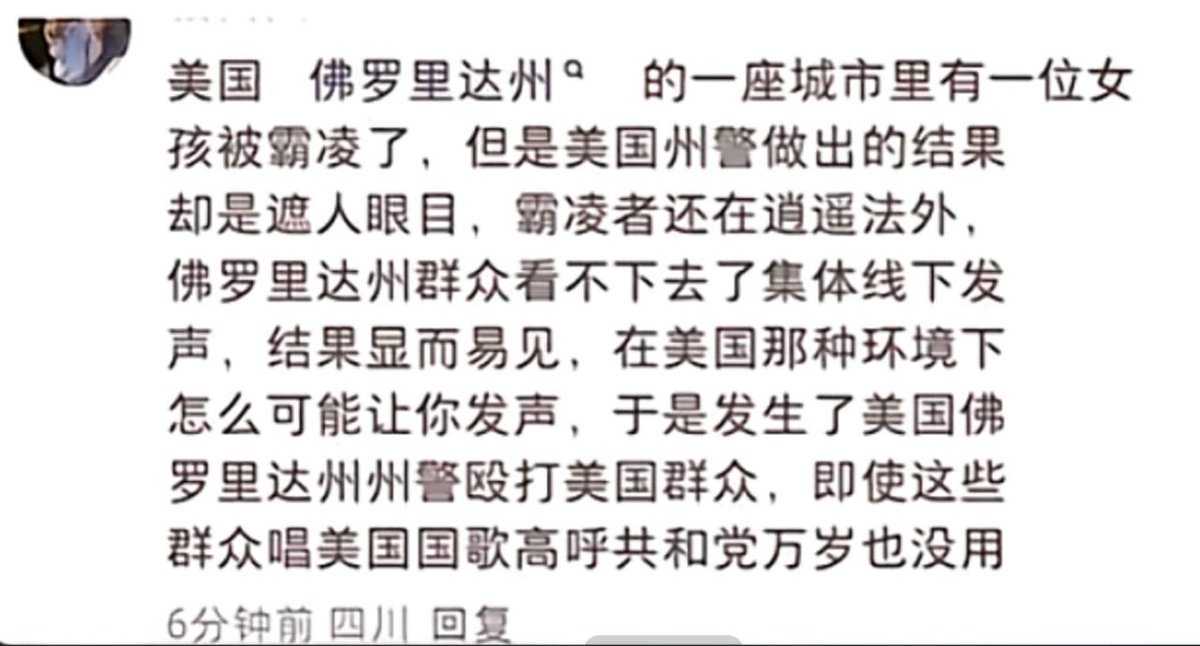 美国 佛罗里达州 的一座城市里有一位女
孩被霸凌了，但是美国州警做出的结果
却是遮人眼目，霸凌者还在逍遥法外，
佛罗里达州群众看不下去了集体线下发
声，结果显而易见，在美国那种环境下
怎么可能让你发声，于是发生了美国佛
罗里达州州警殴打美国群众，即使这些
群众唱美国国歌高呼共和党万岁也没用
6分钟前 四川 回复